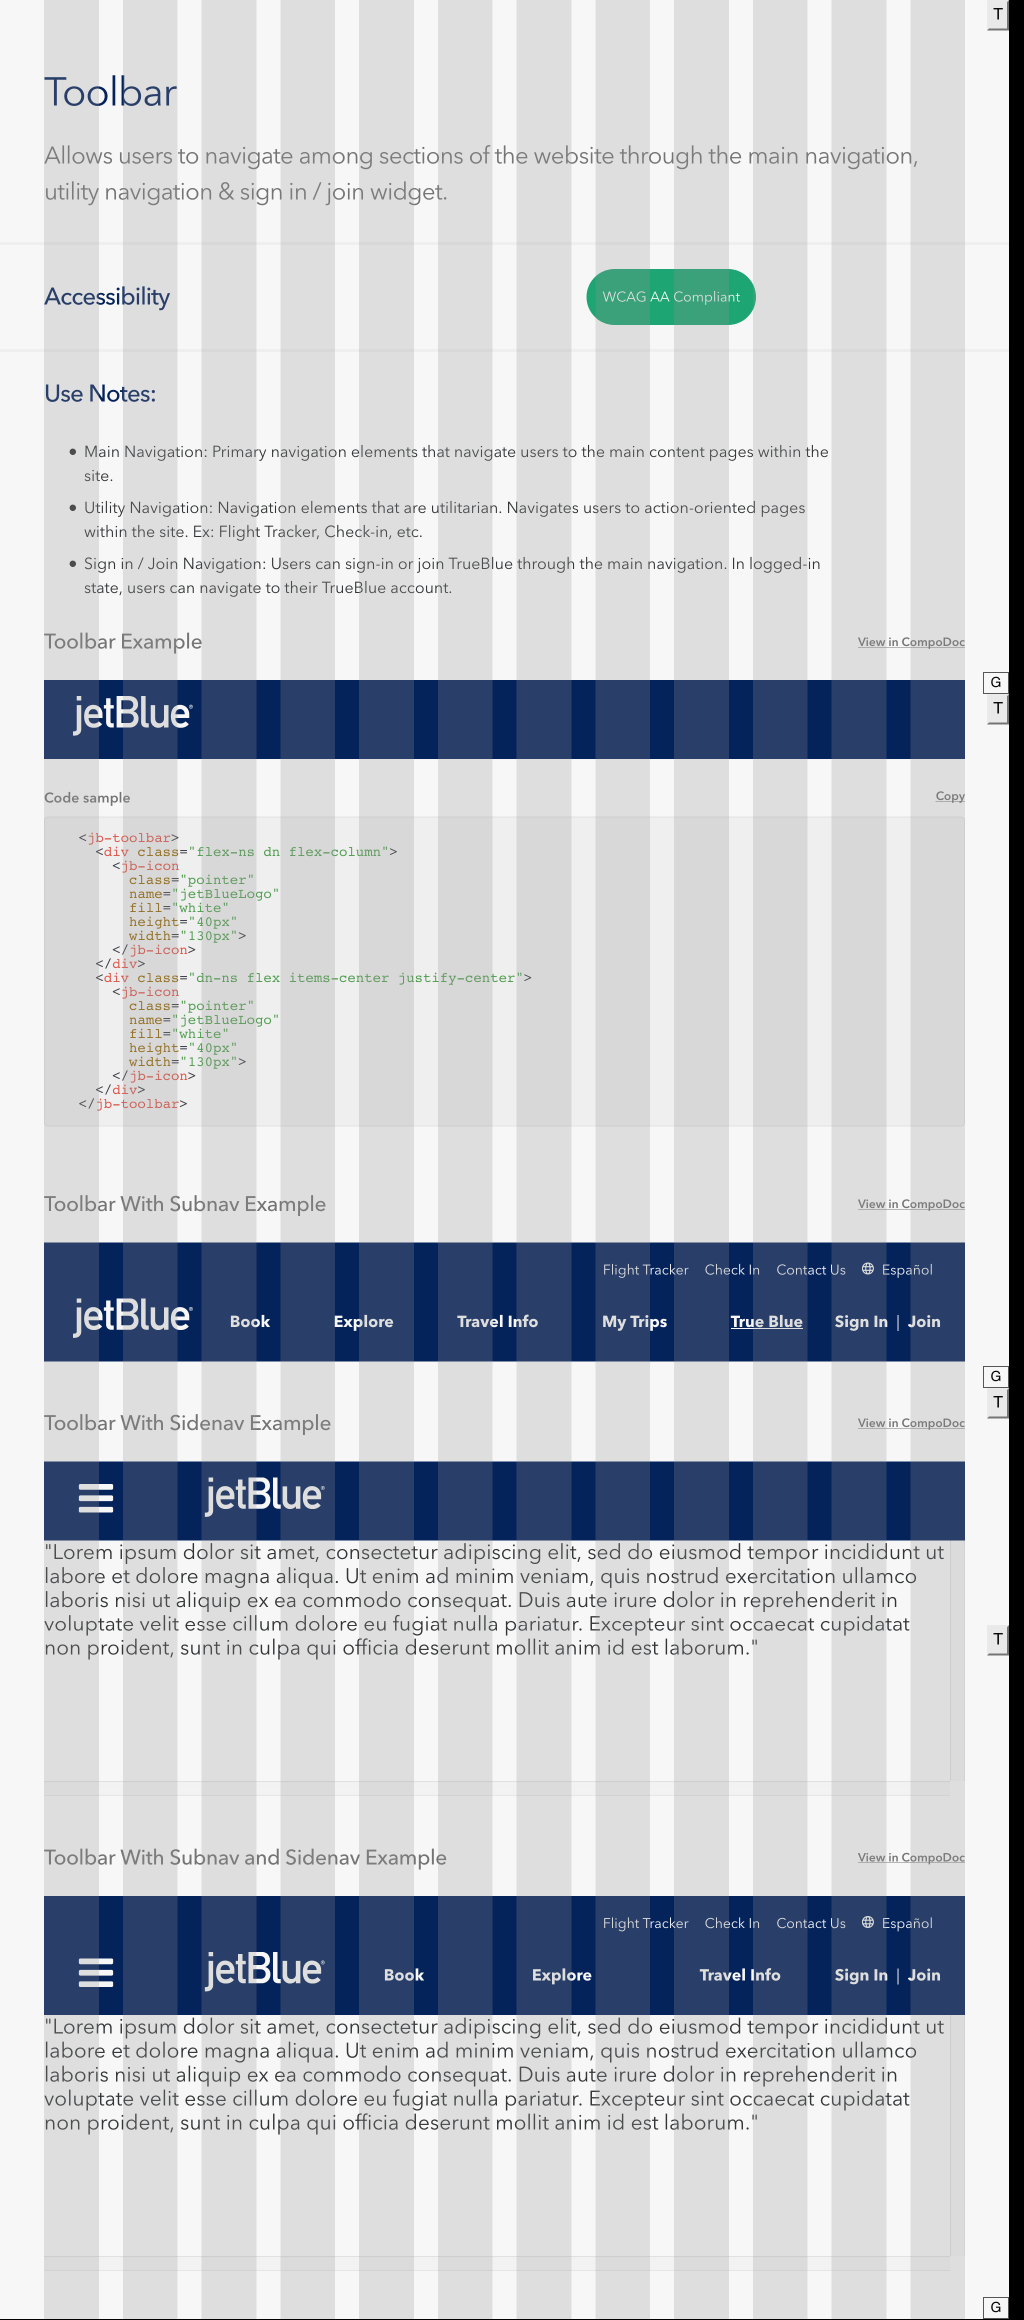 T
Toolbar
Allows users to navigate among sections of the website through the main navigation,
utility navigation & sign in / join widget.
Accessibility
WCAG AA Compliant
Use Notes:
• Main Navigation: Primary navigation elements that navigate users to the main content pages within the
site.
• Utility Navigation: Navigation elements that are utilitarian. Navigates users to action-oriented pages
within the site. Ex: Flight Tracker, Check-in, etc.
• Sign in / Join Navigation: Users can sign-in or join TrueBlue through the main navigation. In logged-in
state, users can navigate to their TrueBlue account.
Toolbar Example
View in CompoDoc
G
T
jetBlue
Code sample
Copy
<jb-toolbar>
  <div class="flex-ns dn flex-column">
    <jb-icon
      class="pointer"
      name="jetBlueLogo"
      fill="white"
      height="40px"
      width="130px">
    </jb-icon>
  </div>
  <div class="dn-ns flex items-center justify-center">
    <jb-icon
      class="pointer"
      name="jetBlueLogo"
      fill="white"
      height="40px"
      width="130px">
    </jb-icon>
  </div>
</jb-toolbar>
Toolbar With Subnav Example
View in CompoDoc
Flight Tracker Check In Contact Us Español
jetBlue Book Explore Travel Info My Trips True Blue Sign In | Join
G
T
Toolbar With Sidenav Example
View in CompoDoc
jetBlue
"Lorem ipsum dolor sit amet, consectetur adipiscing elit, sed do eiusmod tempor incididunt ut
labore et dolore magna aliqua. Ut enim ad minim veniam, quis nostrud exercitation ullamco
laboris nisi ut aliquip ex ea commodo consequat. Duis aute irure dolor in reprehenderit in
voluptate velit esse cillum dolore eu fugiat nulla pariatur. Excepteur sint occaecat cupidatat
non proident, sunt in culpa qui officia deserunt mollit anim id est laborum."
T
Toolbar With Subnav and Sidenav Example
View in CompoDoc
Flight Tracker Check In Contact Us Español
jetBlue Book Explore Travel Info Sign In | Join
"Lorem ipsum dolor sit amet, consectetur adipiscing elit, sed do eiusmod tempor incididunt ut
labore et dolore magna aliqua. Ut enim ad minim veniam, quis nostrud exercitation ullamco
laboris nisi ut aliquip ex ea commodo consequat. Duis aute irure dolor in reprehenderit in
voluptate velit esse cillum dolore eu fugiat nulla pariatur. Excepteur sint occaecat cupidatat
non proident, sunt in culpa qui officia deserunt mollit anim id est laborum."
G